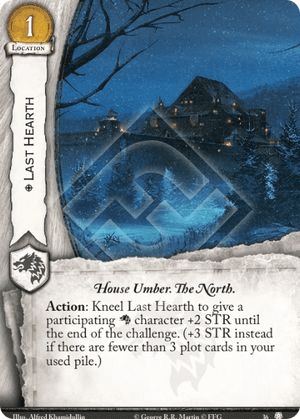 1
LOCATION
LAST HEARTH
House Umber. The North.
Action: Kneel Last Hearth to give a
participating character +2 STR until
the end of the challenge. (+3 STR instead
if there are fewer than 3 plot cards in your
used pile.)
Illus. Alfred Khamidullin
© George R.R. Martin © FFG
16